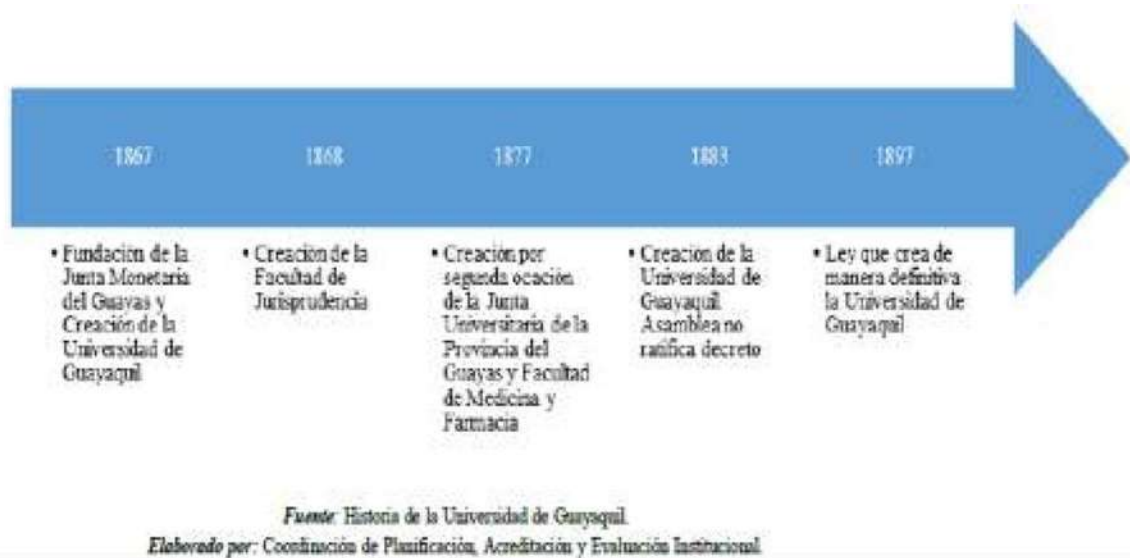 1867
1868
1877
1883
1897
• Fundación de la
Junta Monetaria
del Guayas y
Creación de la
Universidad de
Guayaquil
• Creación de la
Facultad de
Jurisprudencia
• Creación por
segunda ocación
de la Junta
Universitaria de la
Provincia del
Guayas y Facultad
de Medicina y
Farmacia
• Creación de la
Universidad de
Guayaquil
Asamblea no
ratifica decreto
• Ley que crea de
manera definitiva
la Universidad de
Guayaquil
Fuente: Historia de la Universidad de Guayaquil.
Elaborado por: Coordinación de Planificación, Acreditación y Evaluación Institucional